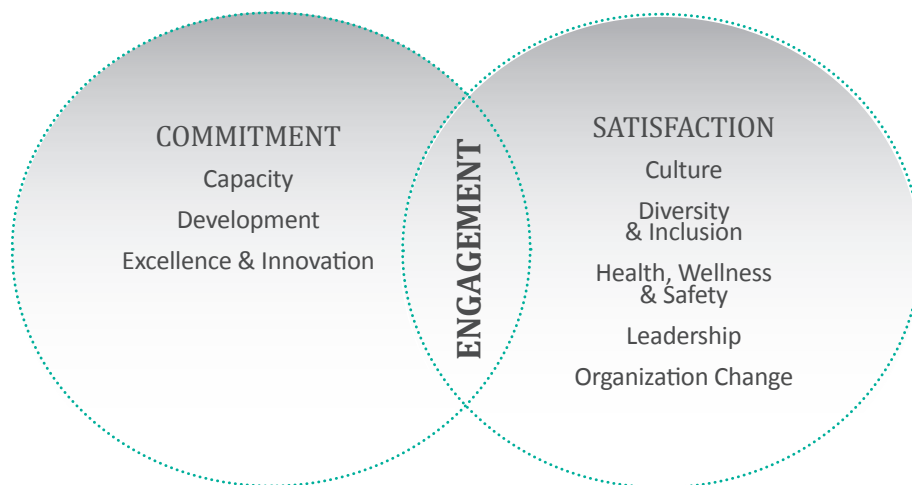 COMMITMENT
Capacity
Development
Excellence & Innovation
ENGAGEMENT
SATISFACTION
Culture
Diversity
& Inclusion
Health, Wellness
& Safety
Leadership
Organization Change